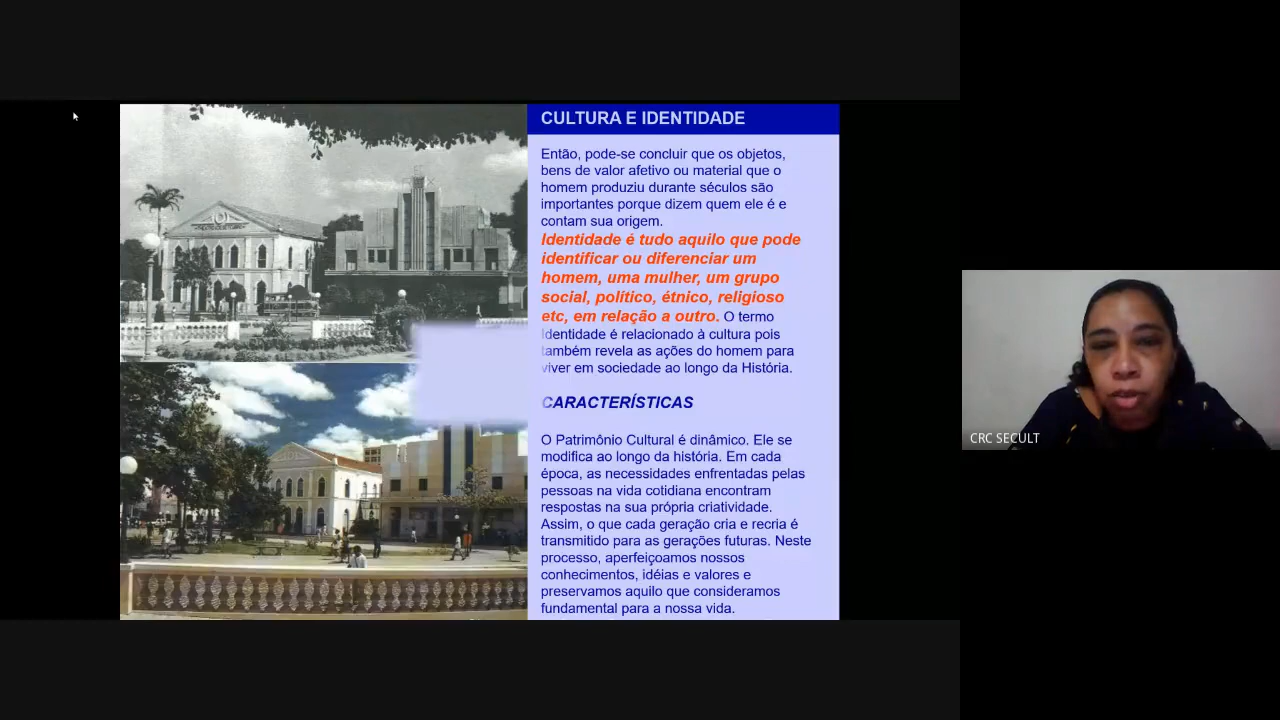 CULTURA E IDENTIDADE
Então, pode-se concluir que os objetos,
bens de valor afetivo ou material que o
homem produziu durante séculos são
importantes porque dizem quem ele é e
contam sua origem.
Identidade é tudo aquilo que pode
identificar ou diferenciar um
homem, uma mulher, um grupo
social, político, étnico, religioso
etc, em relação a outro. O termo
Identidade é relacionado à cultura pois
também revela as ações do homem para
viver em sociedade ao longo da História.
CARACTERÍSTICAS
O Patrimônio Cultural é dinâmico. Ele se
modifica ao longo da história. Em cada
época, as necessidades enfrentadas pelas
pessoas na vida cotidiana encontram
respostas na sua própria criatividade.
Assim, o que cada geração cria e recria é
transmitido para as gerações futuras. Neste
processo, aperfeiçoamos nossos
conhecimentos, idéias e valores e
preservamos aquilo que consideramos
fundamental para a nossa vida.
CRC SECULT